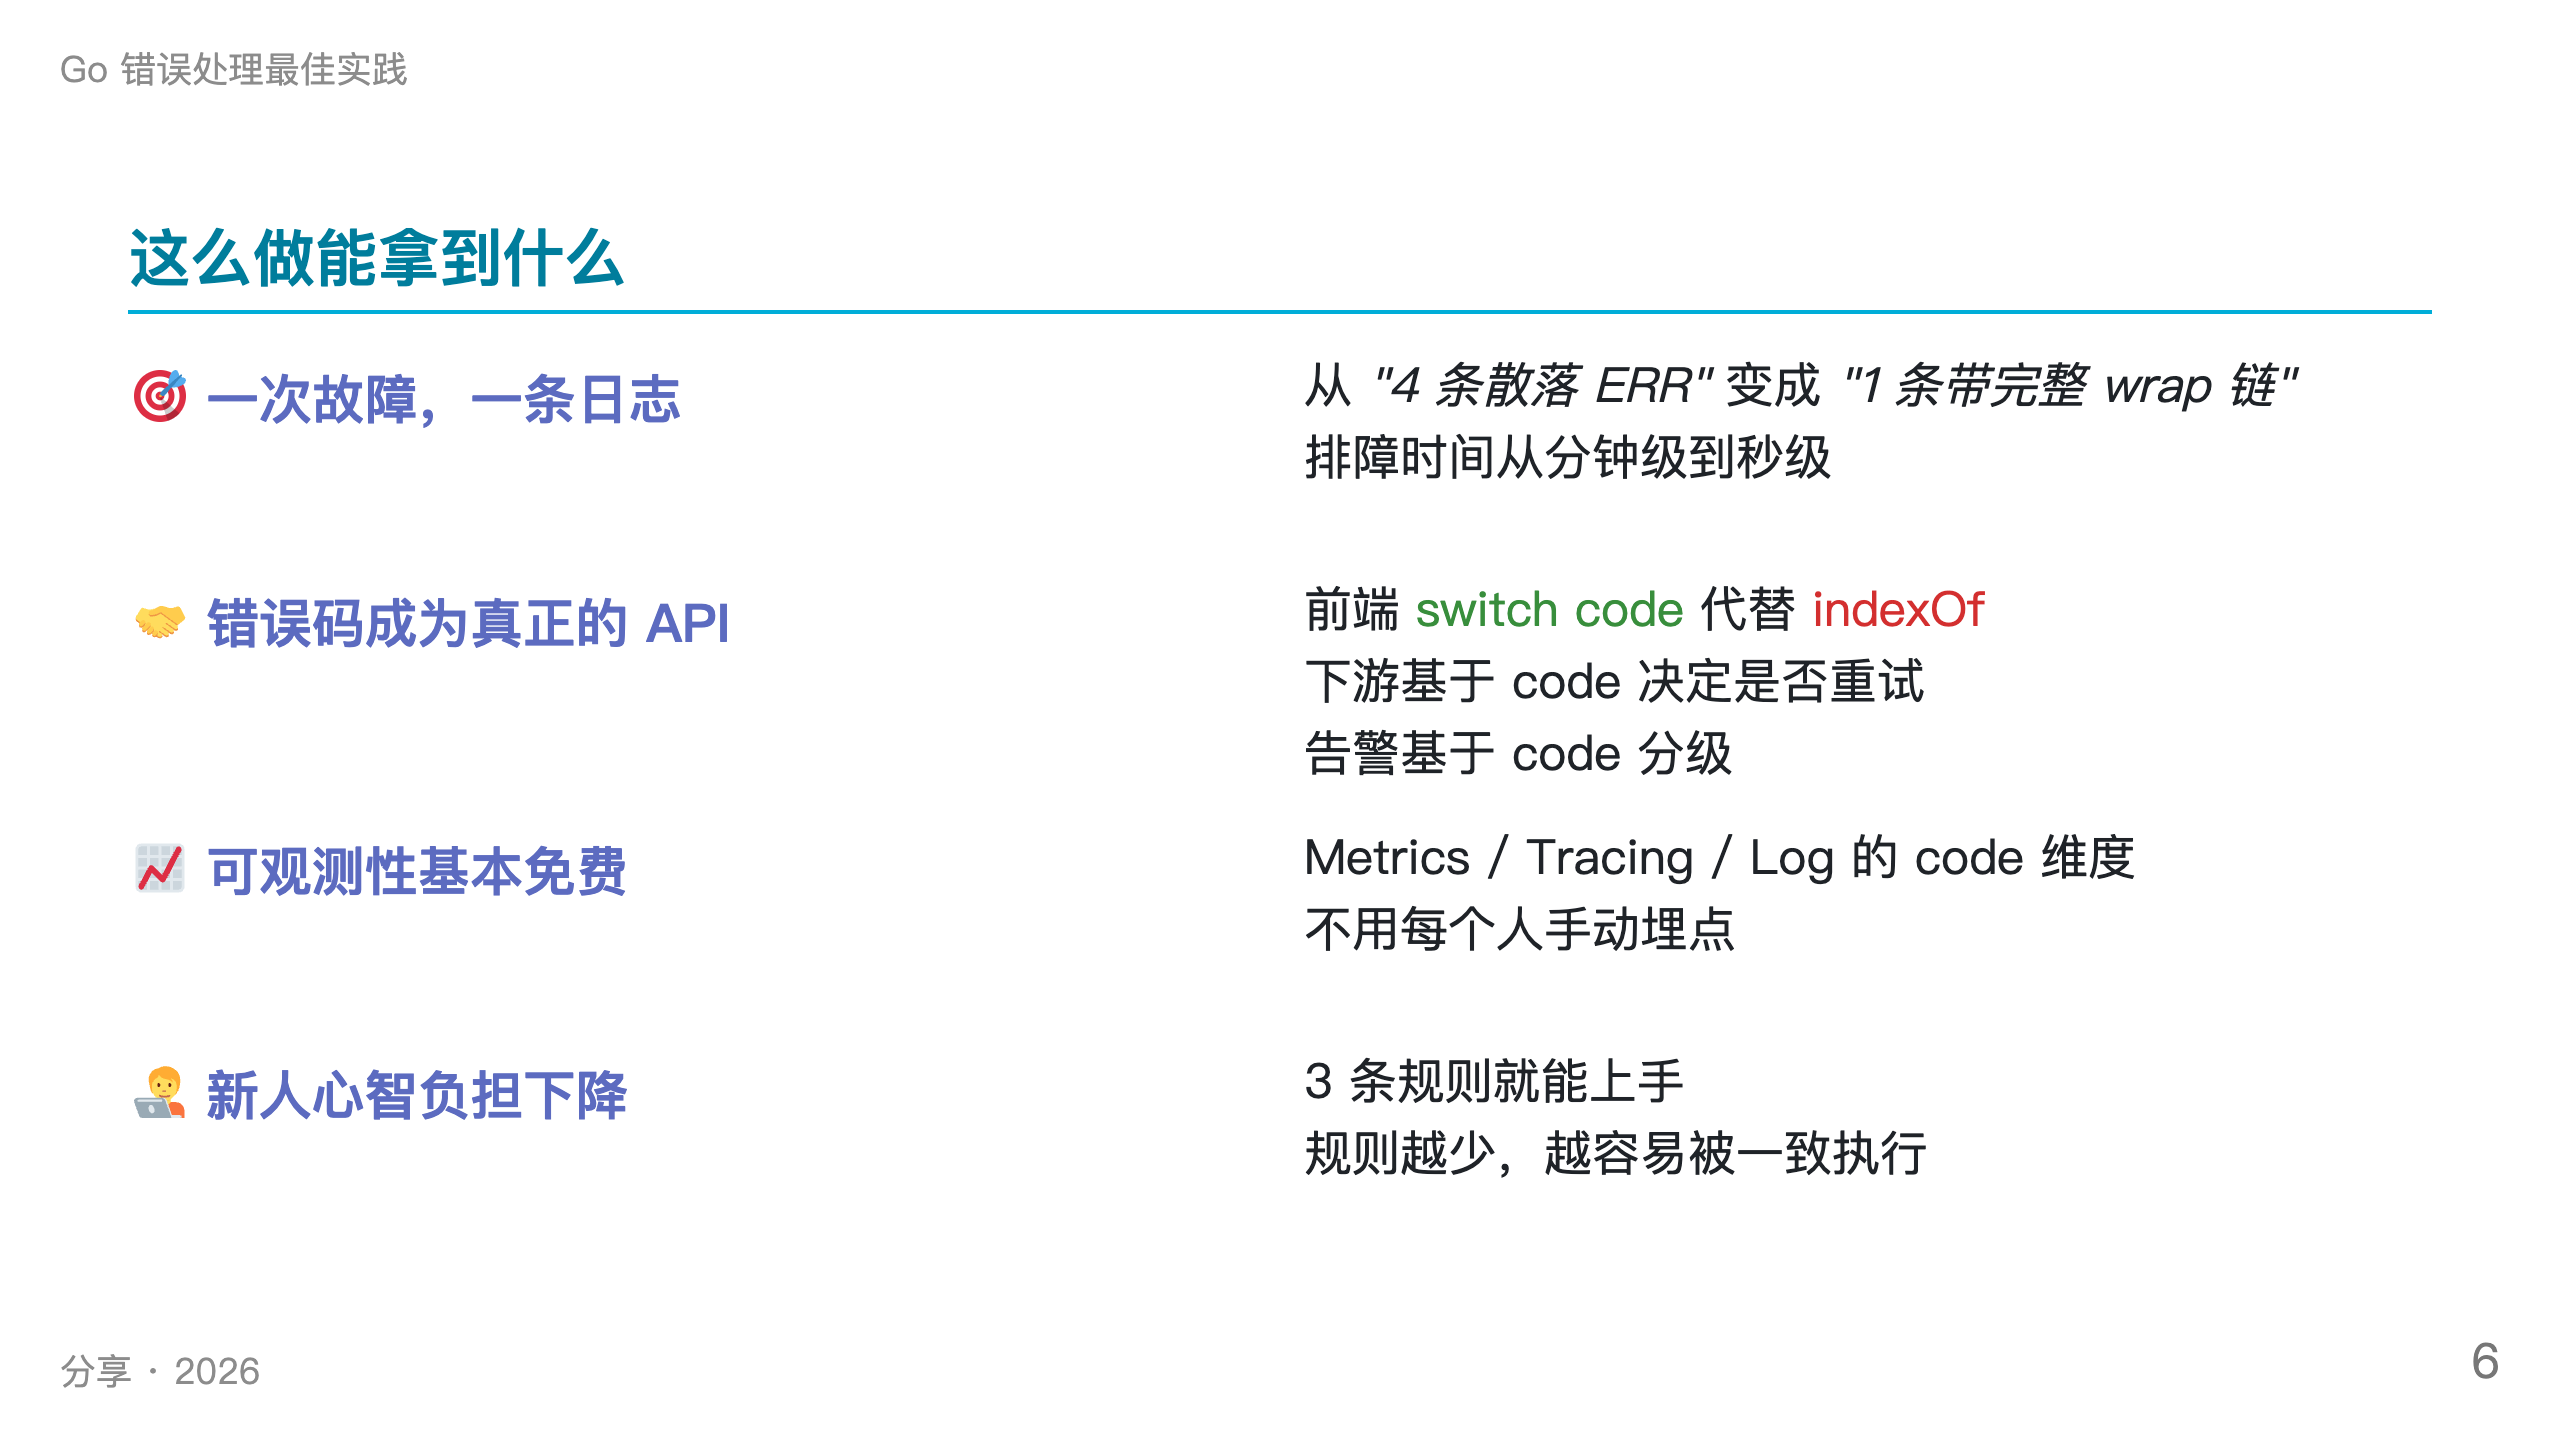 Go 错误处理最佳实践
这么做能拿到什么
🎯 一次故障，一条日志
从 "4 条散落 ERR" 变成 "1 条带完整 wrap 链"
排障时间从分钟级到秒级
🤝 错误码成为真正的 API
前端 switch code 代替 indexOf
下游基于 code 决定是否重试
告警基于 code 分级
📈 可观测性基本免费
Metrics / Tracing / Log 的 code 维度
不用每个人手动埋点
🧑‍💻 新人心智负担下降
3 条规则就能上手
规则越少，越容易被一致执行
分享 · 2026
6